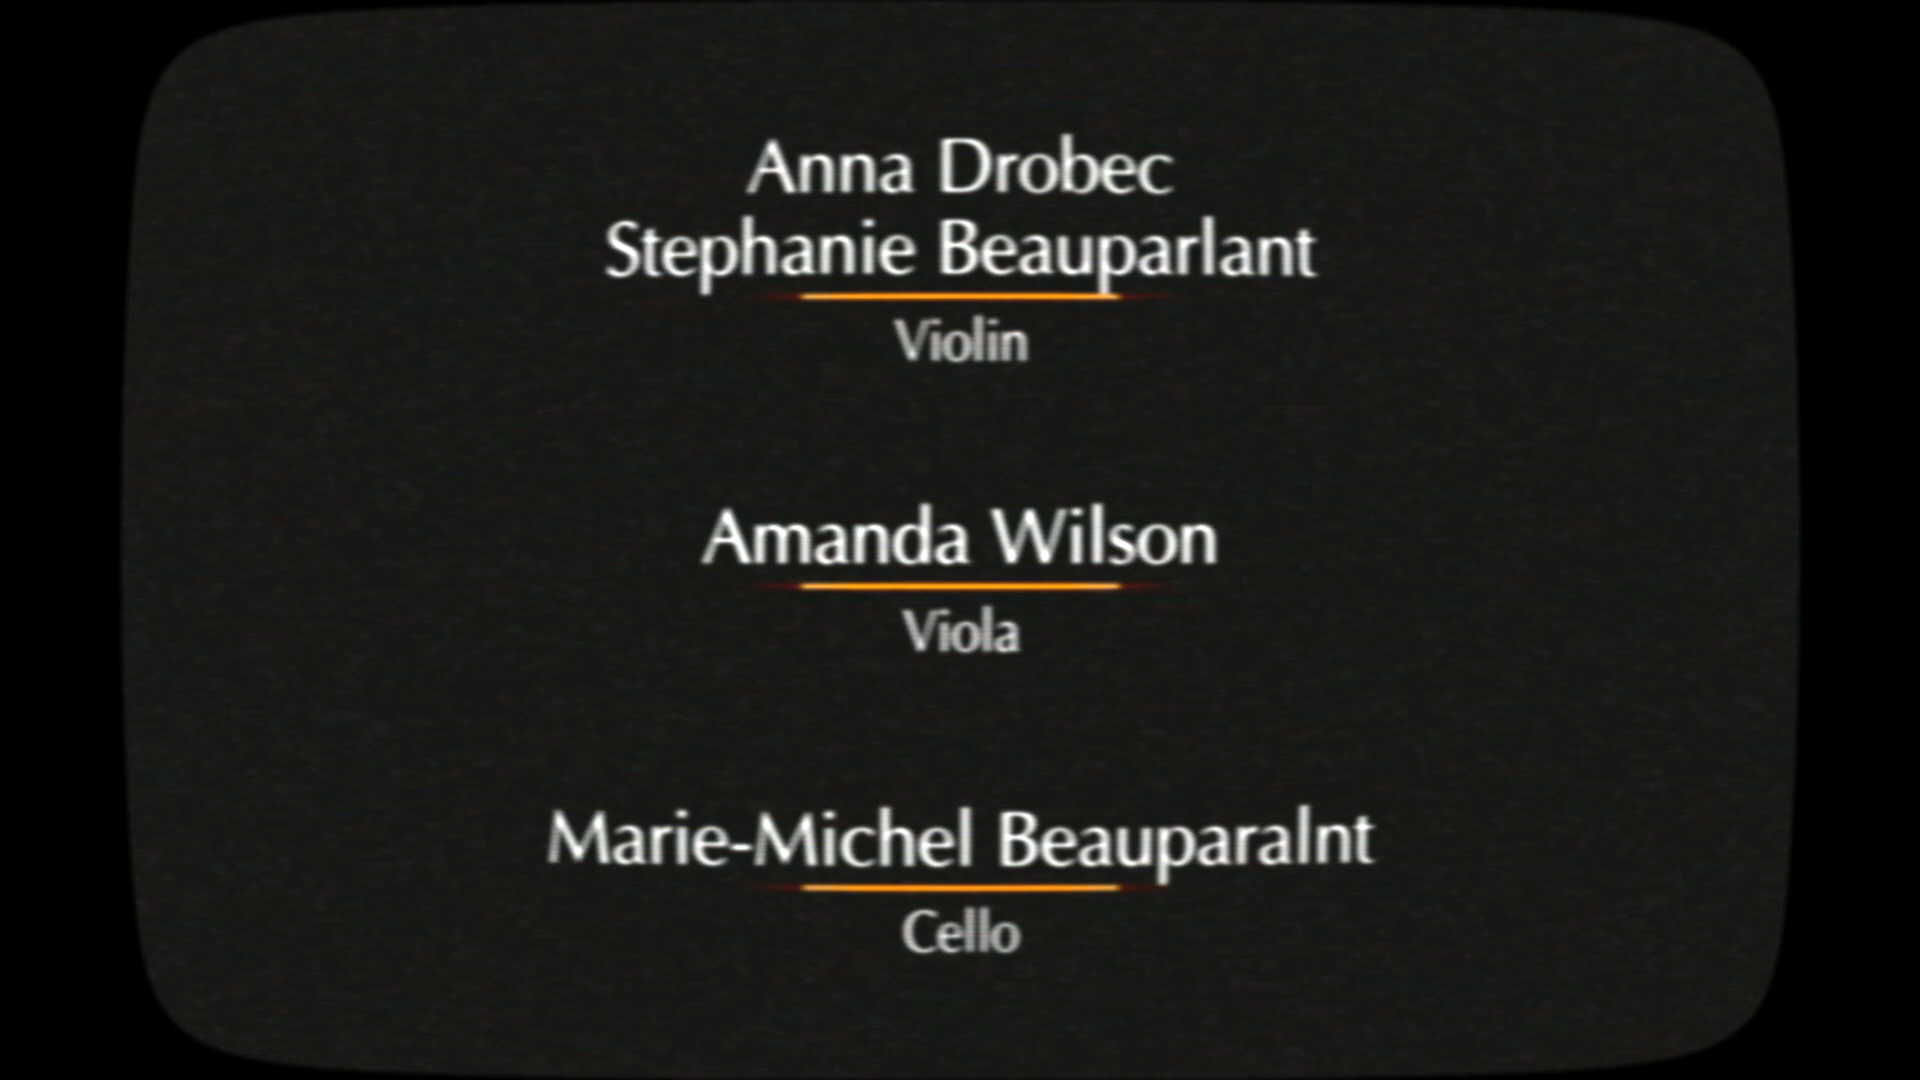 Anna Drobec
Stephanie Beauparlant
Violin
Amanda Wilson
Viola
Marie-Michel Beauparalnt
Cello